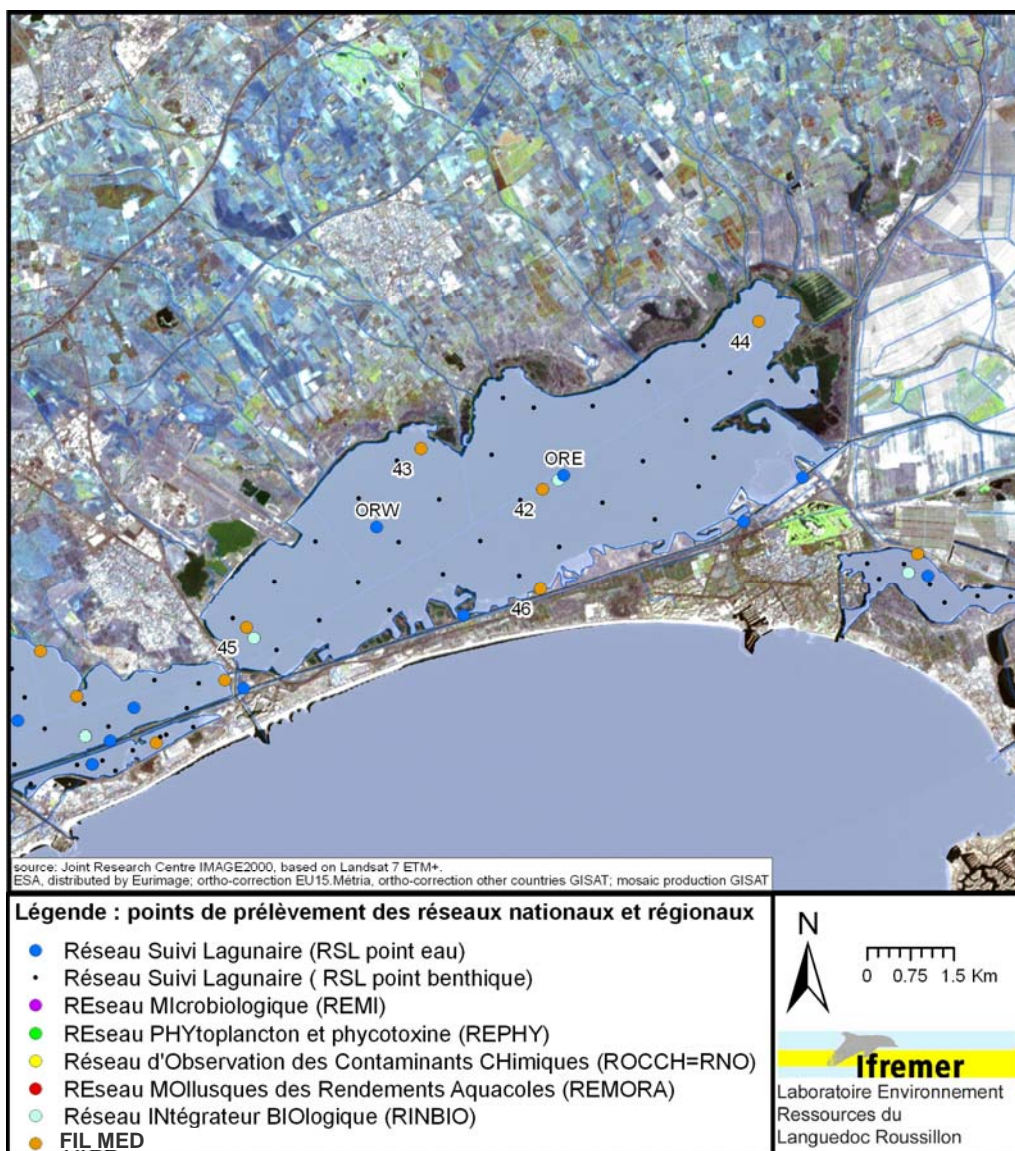 44
43
ORE
42
ORW
46
45
source: Joint Research Centre IMAGE2000, based on Landsat 7 ETM+.
ESA, distributed by Eurimage; ortho-correction EU15.Métria, ortho-correction other countries GISAT; mosaic production GISAT
Légende : points de prélèvement des réseaux nationaux et régionaux
Réseau Suivi Lagunaire (RSL point eau)
Réseau Suivi Lagunaire ( RSL point benthique)
REseau MIcrobiologique (REMI)
REseau PHYtoplancton et phycotoxine (REPHY)
Réseau d'Observation des Contaminants CHimiques (ROCCH=RNO)
REseau MOllusques des Rendements Aquacoles (REMORA)
Réseau INtégrateur BIOlogique (RINBIO)
FIL MED
N
0 0.75 1.5 Km
Ifremer
Laboratoire Environnement
Ressources du
Languedoc Roussillon